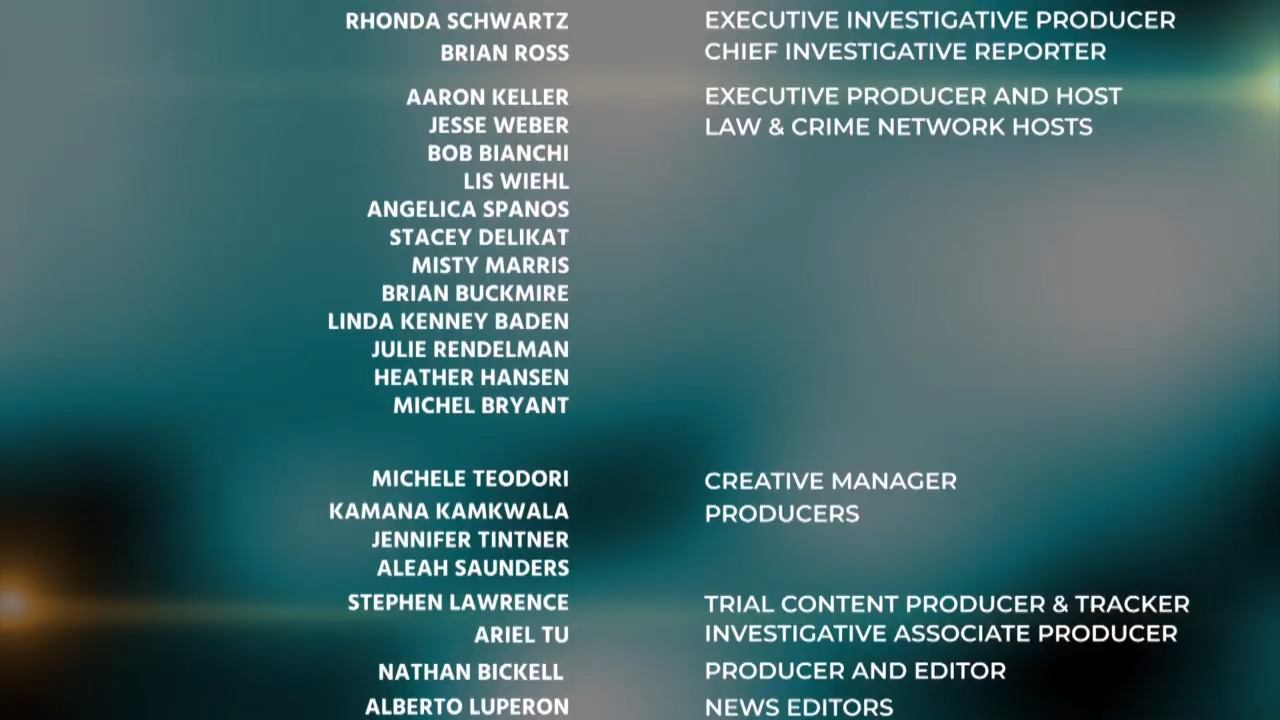 RHONDA SCHWARTZ EXECUTIVE INVESTIGATIVE PRODUCER
BRIAN ROSS CHIEF INVESTIGATIVE REPORTER
AARON KELLER EXECUTIVE PRODUCER AND HOST
JESSE WEBER LAW & CRIME NETWORK HOSTS
BOB BIANCHI
LIS WIEHL
ANGELICA SPANOS
STACEY DELIKAT
MISTY MARRIS
BRIAN BUCKMIRE
LINDA KENNEY BADEN
JULIE RENDELMAN
HEATHER HANSEN
MICHEL BRYANT
MICHELE TEODORI CREATIVE MANAGER
KAMANA KAMKWALA PRODUCERS
JENNIFER TINTNER
ALEAH SAUNDERS
STEPHEN LAWRENCE TRIAL CONTENT PRODUCER & TRACKER
ARIEL TU INVESTIGATIVE ASSOCIATE PRODUCER
NATHAN BICKELL PRODUCER AND EDITOR
ALBERTO LUPERON NEWS EDITORS